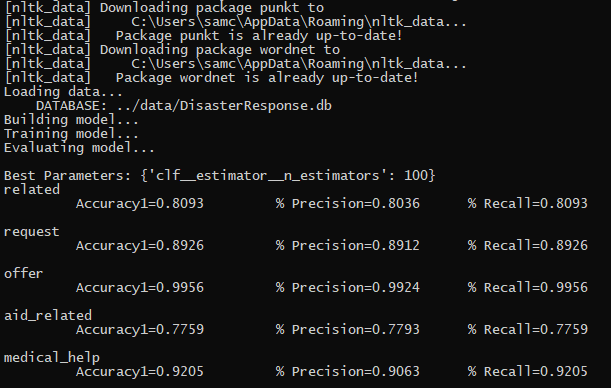 [nltk_data] Downloading package punkt to
[nltk_data]     C:\Users\samc\AppData\Roaming\nltk_data...
[nltk_data]   Package punkt is already up-to-date!
[nltk_data] Downloading package wordnet to
[nltk_data]     C:\Users\samc\AppData\Roaming\nltk_data...
[nltk_data]   Package wordnet is already up-to-date!
Loading data...
    DATABASE: ../data/DisasterResponse.db
Building model...
Training model...
Evaluating model...
Best Parameters: {'clf__estimator__n_estimators': 100}
related
        Accuracy1=0.8093         % Precision=0.8036      % Recall=0.8093
request
        Accuracy1=0.8926         % Precision=0.8912      % Recall=0.8926
offer
        Accuracy1=0.9956         % Precision=0.9924      % Recall=0.9956
aid_related
        Accuracy1=0.7759         % Precision=0.7793      % Recall=0.7759
medical_help
        Accuracy1=0.9205         % Precision=0.9063      % Recall=0.9205